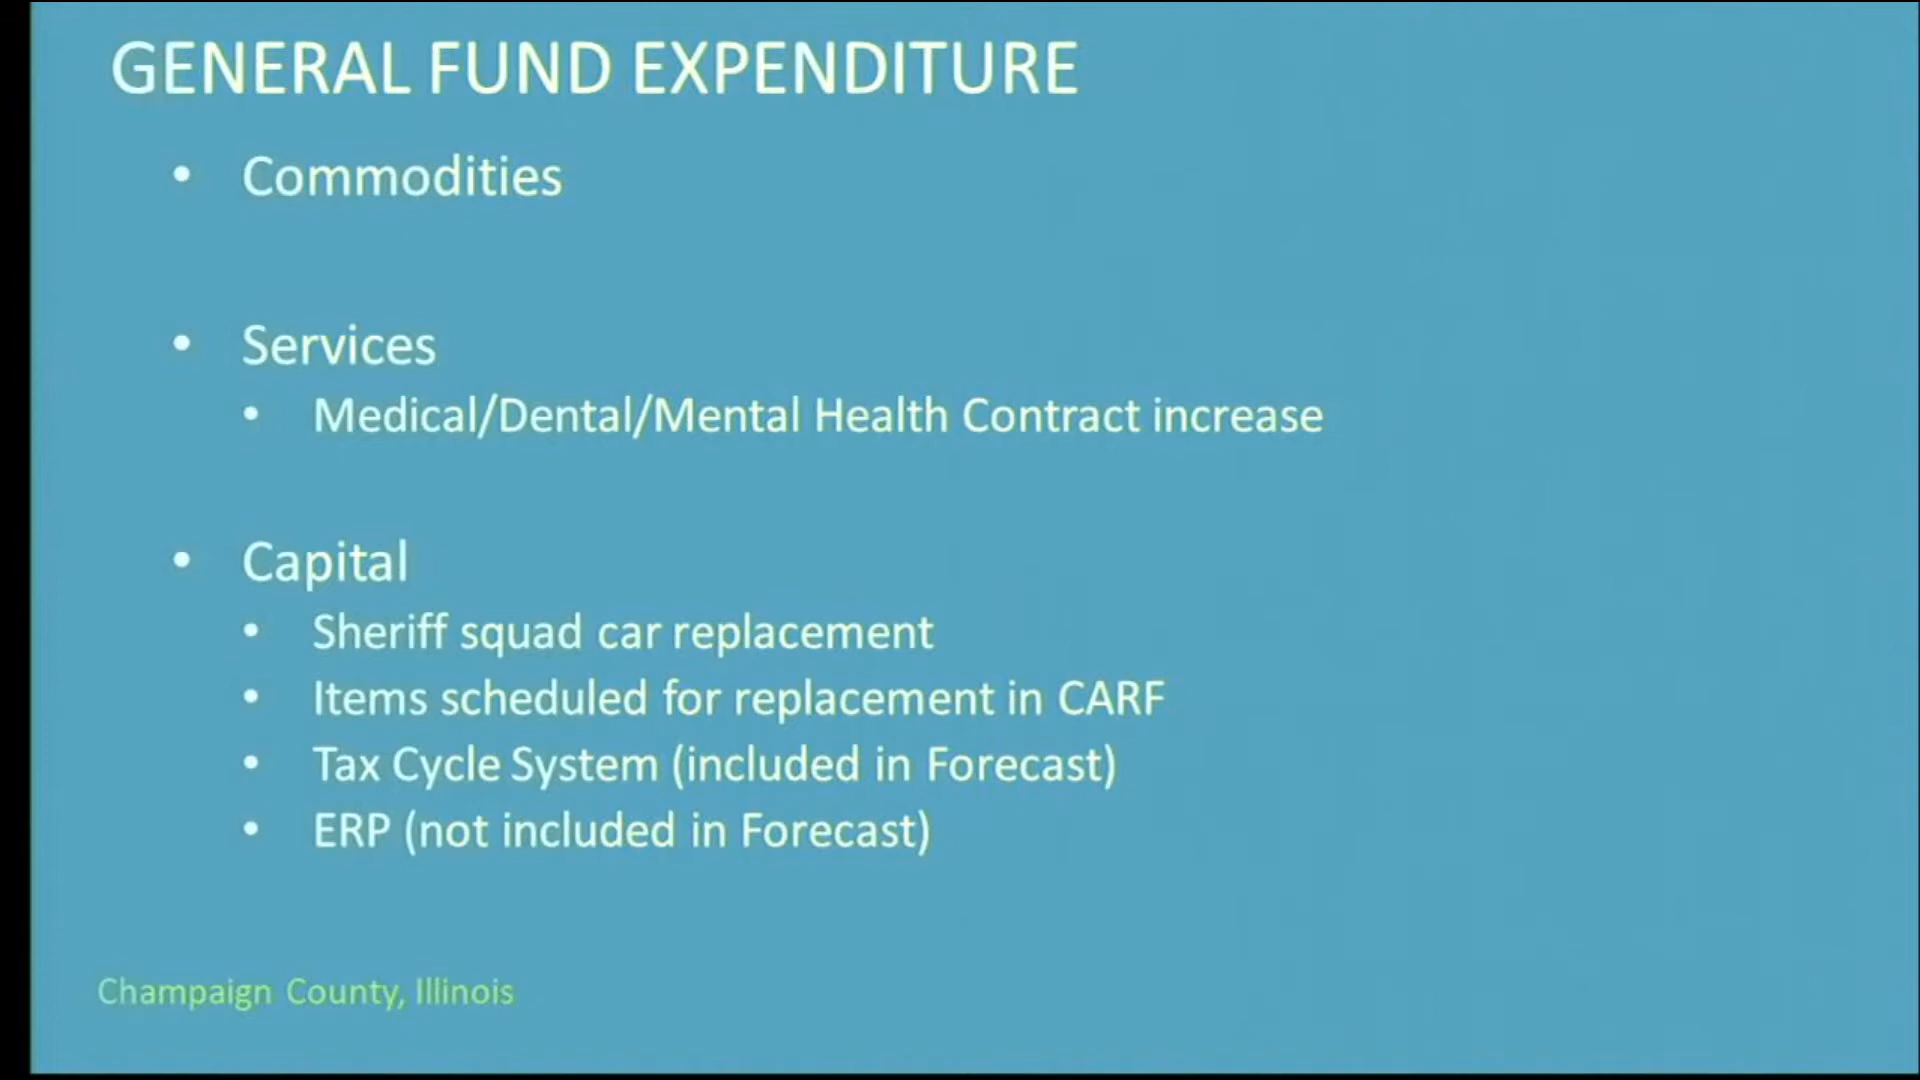 GENERAL FUND EXPENDITURE
• Commodities
• Services
• Medical/Dental/Mental Health Contract increase
• Capital
• Sheriff squad car replacement
• Items scheduled for replacement in CARF
• Tax Cycle System (included in Forecast)
• ERP (not included in Forecast)
Champaign County, Illinois